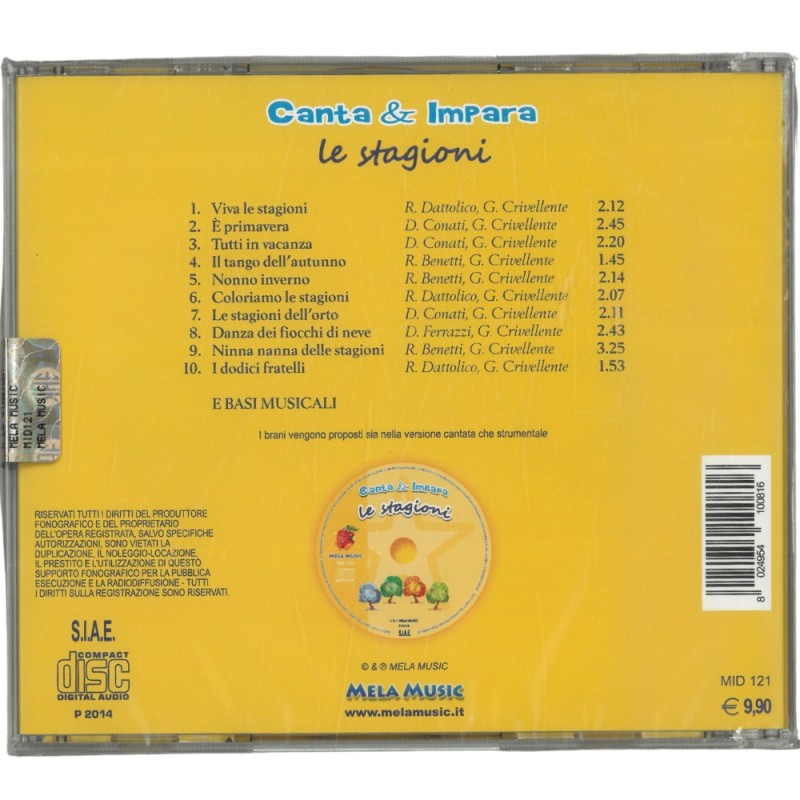 Canta & Impara
le stagioni
1. Viva le stagioni R. Dattolico, G. Crivellente 2.12
2. È primavera D. Conati, G. Crivellente 2.45
3. Tutti in vacanza D. Conati, G. Crivellente 2.20
4. Il tango dell'autunno R. Benetti, G. Crivellente 1.45
5. Nonno inverno R. Benetti, G. Crivellente 2.14
6. Coloriamo le stagioni R. Dattolico, G. Crivellente 2.07
7. Le stagioni dell'orto D. Conati, G. Crivellente 2.11
8. Danza dei fiocchi di neve D. Ferrazzi, G. Crivellente 2.43
9. Ninna nanna delle stagioni R. Benetti, G. Crivellente 3.25
10. I dodici fratelli R. Dattolico, G. Crivellente 1.53
E BASI MUSICALI
I brani vengono proposti sia nella versione cantata che strumentale
MELA MUSIC
MID121
MELA MUSIC
Canta & Impara
le stagioni
MELA MUSIC
S.I.A.E.
RISERVATI TUTTI I DIRITTI DEL PRODUTTORE
FONOGRAFICO E DEL PROPRIETARIO
DELL'OPERA REGISTRATA, SALVO SPECIFICHE
AUTORIZZAZIONI, SONO VIETATI LA
DUPLICAZIONE, IL NOLEGGIO-LOCAZIONE,
IL PRESTITO E L'UTILIZZAZIONE DI QUESTO
SUPPORTO FONOGRAFICO PER LA PUBBLICA
ESECUZIONE E LA RADIODIFFUSIONE - TUTTI
I DIRITTI SULLA REGISTRAZIONE SONO RISERVATI.
8 024954 100816
S.I.A.E.
COMPACT
disc
DIGITAL AUDIO
P 2014
© & ℗ MELA MUSIC
MELA MUSIC
www.melamusic.it
MID 121
€ 9,90